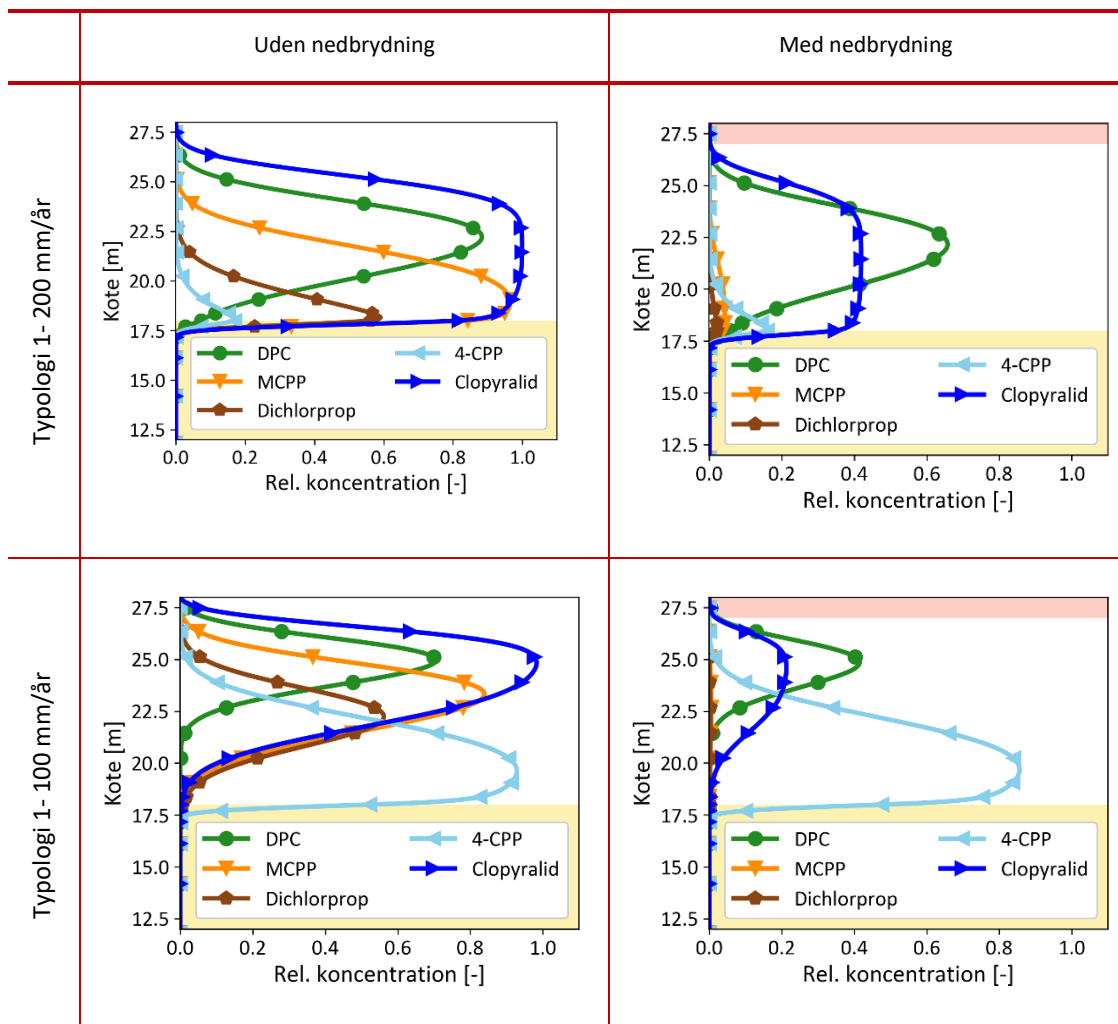 Uden nedbrydning
Med nedbrydning
Typologi 1 - 200 mm/år
27.5
25.0
22.5
20.0
17.5
15.0
12.5
Kote [m]
DPC
MCPP
Dichlorprop
4-CPP
Clopyralid
0.0 0.2 0.4 0.6 0.8 1.0
Rel. koncentration [-]
27.5
25.0
22.5
20.0
17.5
15.0
12.5
Kote [m]
DPC
MCPP
Dichlorprop
4-CPP
Clopyralid
0.0 0.2 0.4 0.6 0.8 1.0
Rel. koncentration [-]
Typologi 1- 100 mm/år
27.5
25.0
22.5
20.0
17.5
15.0
12.5
Kote [m]
DPC
MCPP
Dichlorprop
4-CPP
Clopyralid
0.0 0.2 0.4 0.6 0.8 1.0
Rel. koncentration [-]
27.5
25.0
22.5
20.0
17.5
15.0
12.5
Kote [m]
DPC
MCPP
Dichlorprop
4-CPP
Clopyralid
0.0 0.2 0.4 0.6 0.8 1.0
Rel. koncentration [-]